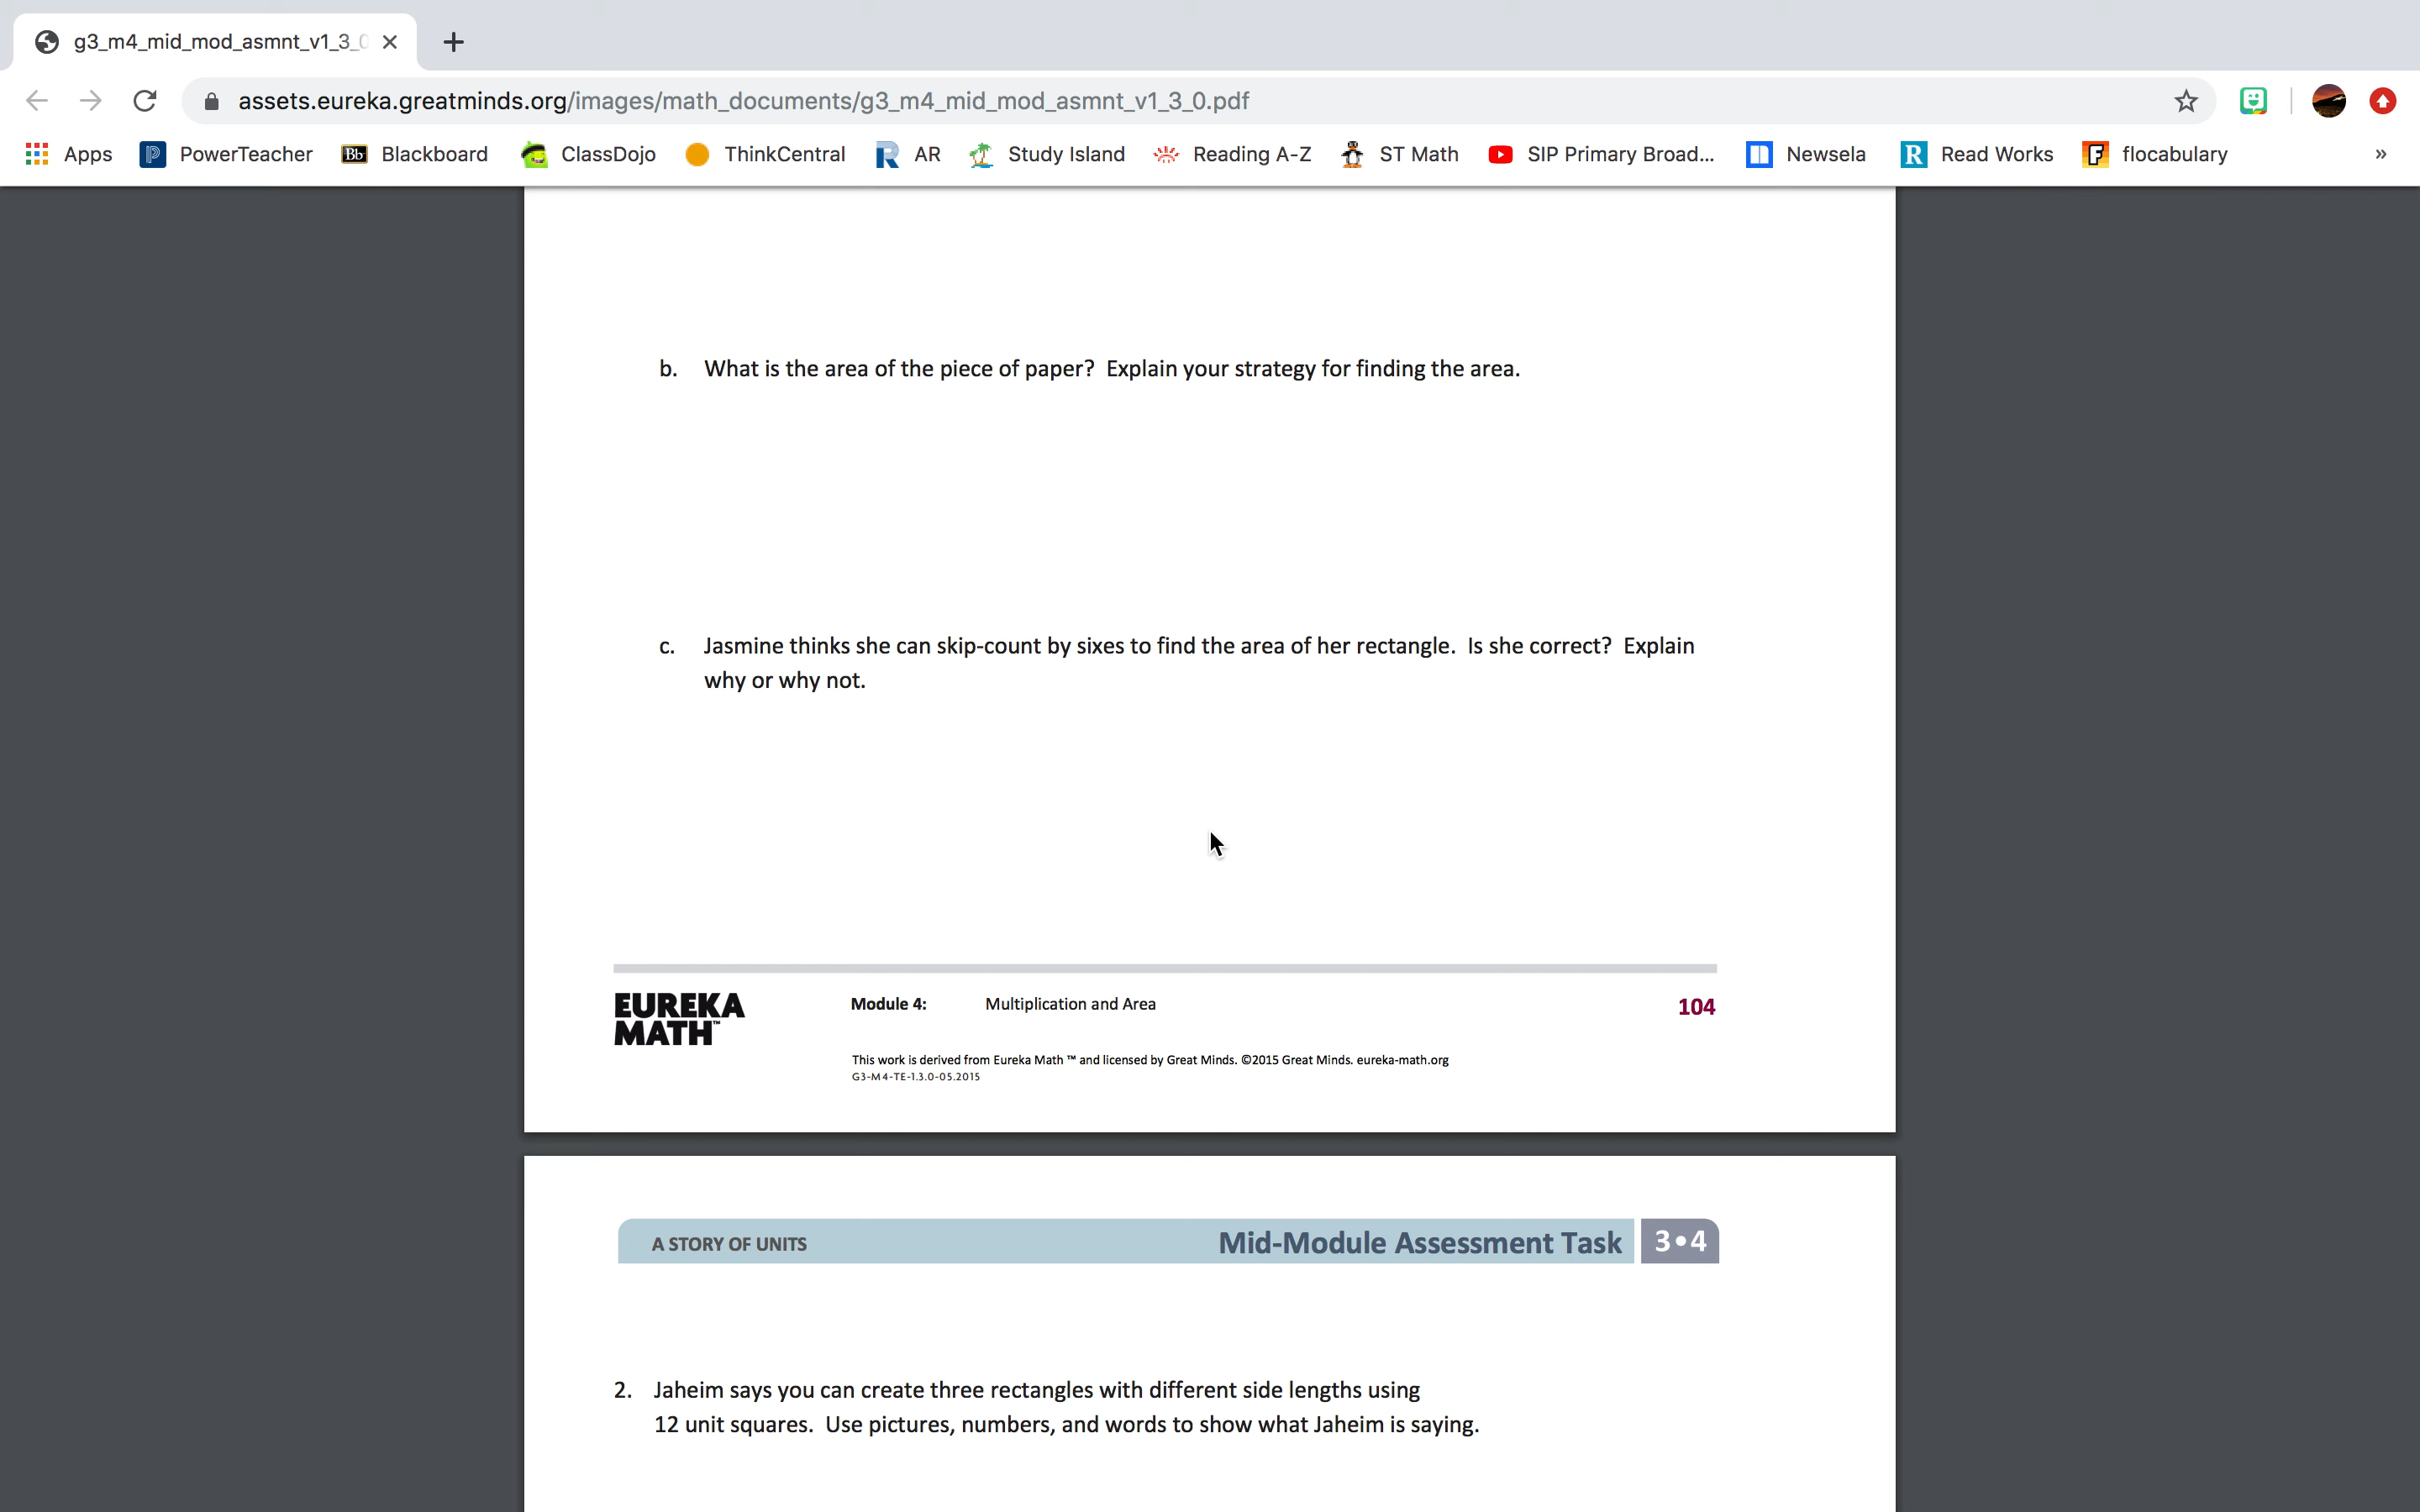 g3_m4_mid_mod_asmnt_v1_3_0
assets.eureka.greatminds.org/images/math_documents/g3_m4_mid_mod_asmnt_v1_3_0.pdf
Apps PowerTeacher Bb Blackboard ClassDojo ThinkCentral R AR Study Island Reading A-Z ST Math SIP Primary Broad... Newsela R Read Works F flocabulary »
b. What is the area of the piece of paper? Explain your strategy for finding the area.
c. Jasmine thinks she can skip-count by sixes to find the area of her rectangle. Is she correct? Explain
why or why not.
EUREKA
MATH™
Module 4: Multiplication and Area
104
This work is derived from Eureka Math ™ and licensed by Great Minds. ©2015 Great Minds. eureka-math.org
G3-M4-TE-1.3.0-05.2015
A STORY OF UNITS Mid-Module Assessment Task 3•4
2. Jaheim says you can create three rectangles with different side lengths using
12 unit squares. Use pictures, numbers, and words to show what Jaheim is saying.